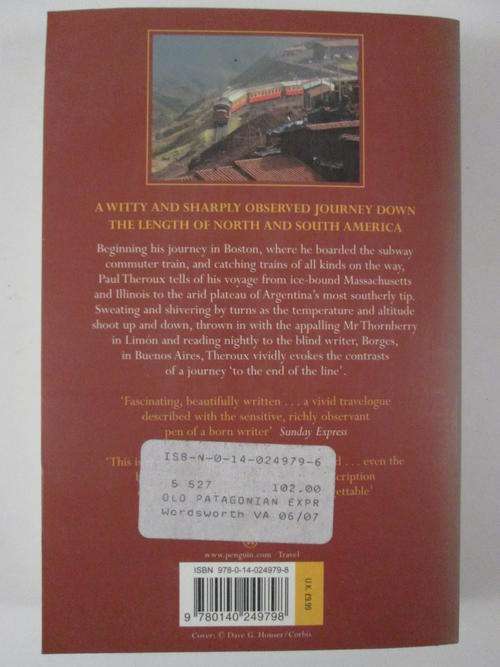 A WITTY AND SHARPLY OBSERVED JOURNEY DOWN
THE LENGTH OF NORTH AND SOUTH AMERICA
Beginning his journey in Boston, where he boarded the subway
commuter train, and catching trains of all kinds on the way,
Paul Theroux tells of his voyage from ice-bound Massachusetts
and Illinois to the arid plateau of Argentina's most southerly tip.
Sweating and shivering by turns as the temperature and altitude
shoot up and down, thrown in with the appalling Mr Thornberry
in Limón and reading nightly to the blind writer, Borges,
in Buenos Aires, Theroux vividly evokes the contrasts
of a journey 'to the end of the line'.
'Fascinating, beautifully written . . . a vivid travelogue
described with the sensitive, richly observant
pen of a born writer' Sunday Express
'This is
. . . even the
ISB-N-0-14-024979-6
5 527 .102.00
OLD PATAGONIAN EXPR
Wordsworth VA 06/07
www.penguin.com Travel
ISBN 978-0-14-024979-8
9 780140 249798
U.K. £9.99
Cover: © Dave G. Houser/Corbis